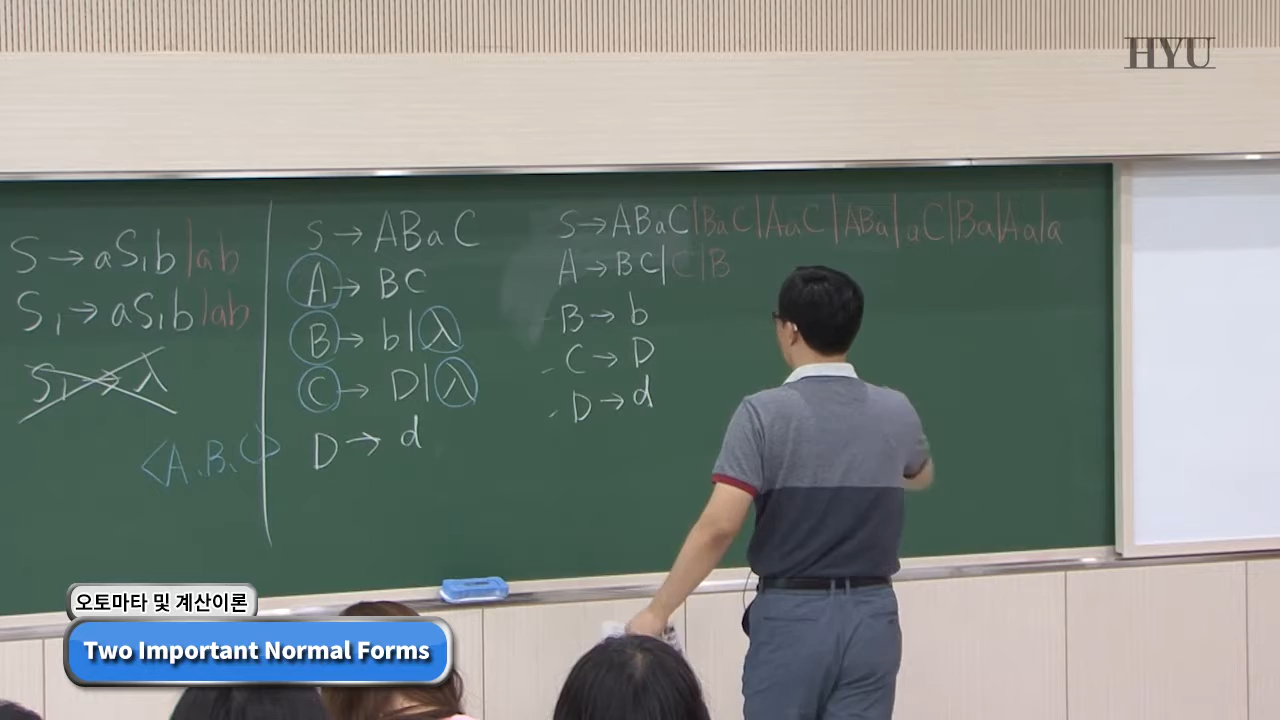 HYU
S→aS₁b|ab
S₁→aS₁b|ab
S₁→λ
<A.B.C>
S→ABaC
A→BC
B→b|λ
C→D|λ
D→d
S→ABaC|BaC|AaC|ABa|aC|Ba|Aa|a
A→BC|C|B
B→b
C→D
D→d
오토마타 및 계산이론
Two Important Normal Forms